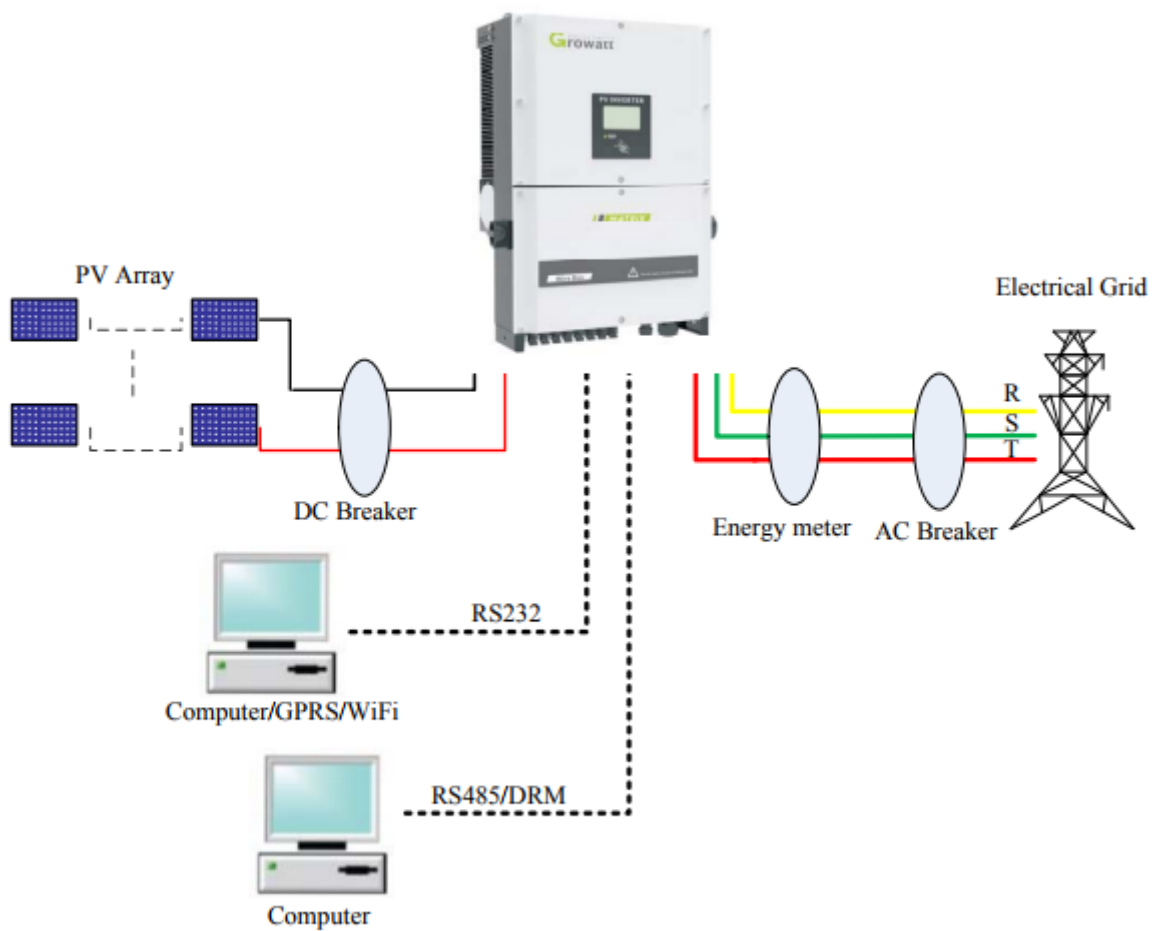 Growatt
PV INVERTER
MATRIX
PV Array
Electrical Grid
R
S
T
DC Breaker
Energy meter
AC Breaker
RS232
Computer/GPRS/WiFi
RS485/DRM
Computer